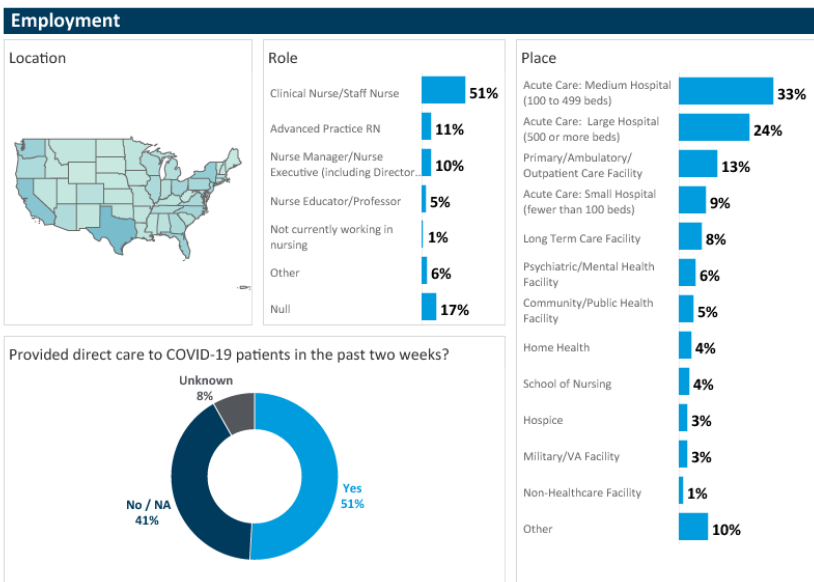 Employment
Location
Role
Clinical Nurse/Staff Nurse
51%
Advanced Practice RN
11%
Nurse Manager/Nurse
Executive (including Director...
10%
Nurse Educator/Professor
5%
Not currently working in
nursing
1%
Other
6%
Null
17%
Place
Acute Care: Medium Hospital
(100 to 499 beds)
33%
Acute Care: Large Hospital
(500 or more beds)
24%
Primary/Ambulatory/
Outpatient Care Facility
13%
Acute Care: Small Hospital
(fewer than 100 beds)
9%
Long Term Care Facility
8%
Psychiatric/Mental Health
Facility
6%
Community/Public Health
Facility
5%
Home Health
4%
School of Nursing
4%
Hospice
3%
Military/VA Facility
3%
Non-Healthcare Facility
1%
Other
10%
Provided direct care to COVID-19 patients in the past two weeks?
Unknown
8%
No / NA
41%
Yes
51%